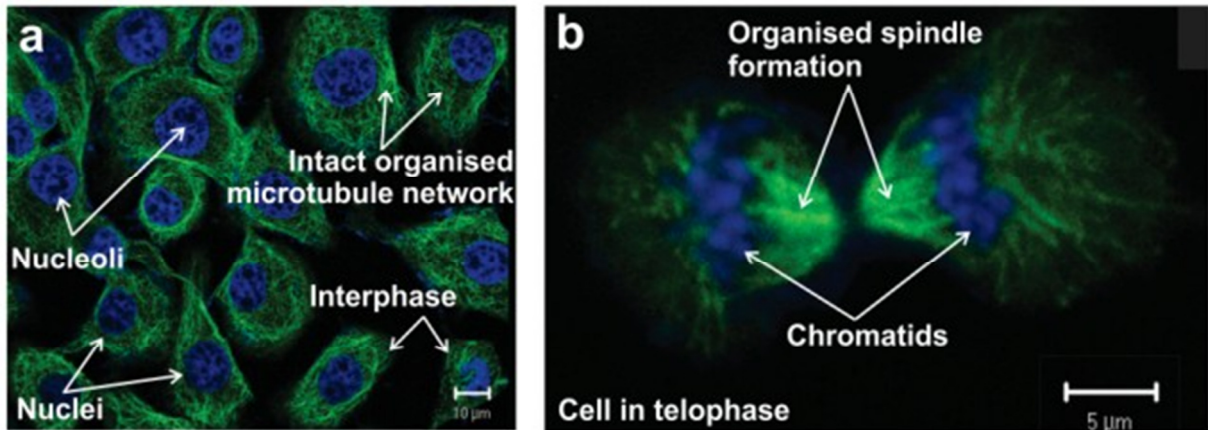 a
Intact organised
microtubule network
Nucleoli
Interphase
Nuclei
10 µm
b
Organised spindle
formation
Chromatids
Cell in telophase
5 µm